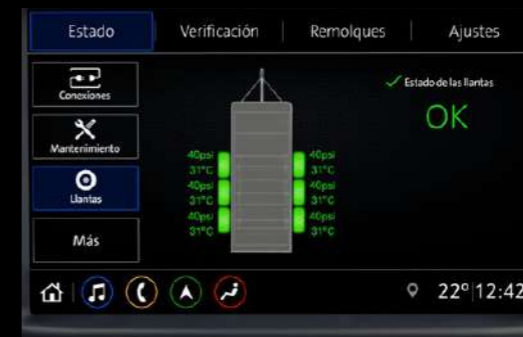 Estado Verificación Remolques Ajustes
Conexiones
Mantenimiento
Llantas
Más
Estado de las llantas
OK
40psi 40psi
31°C 31°C
40psi 40psi
31°C 31°C
40psi 40psi
31°C 31°C
22° 12:42